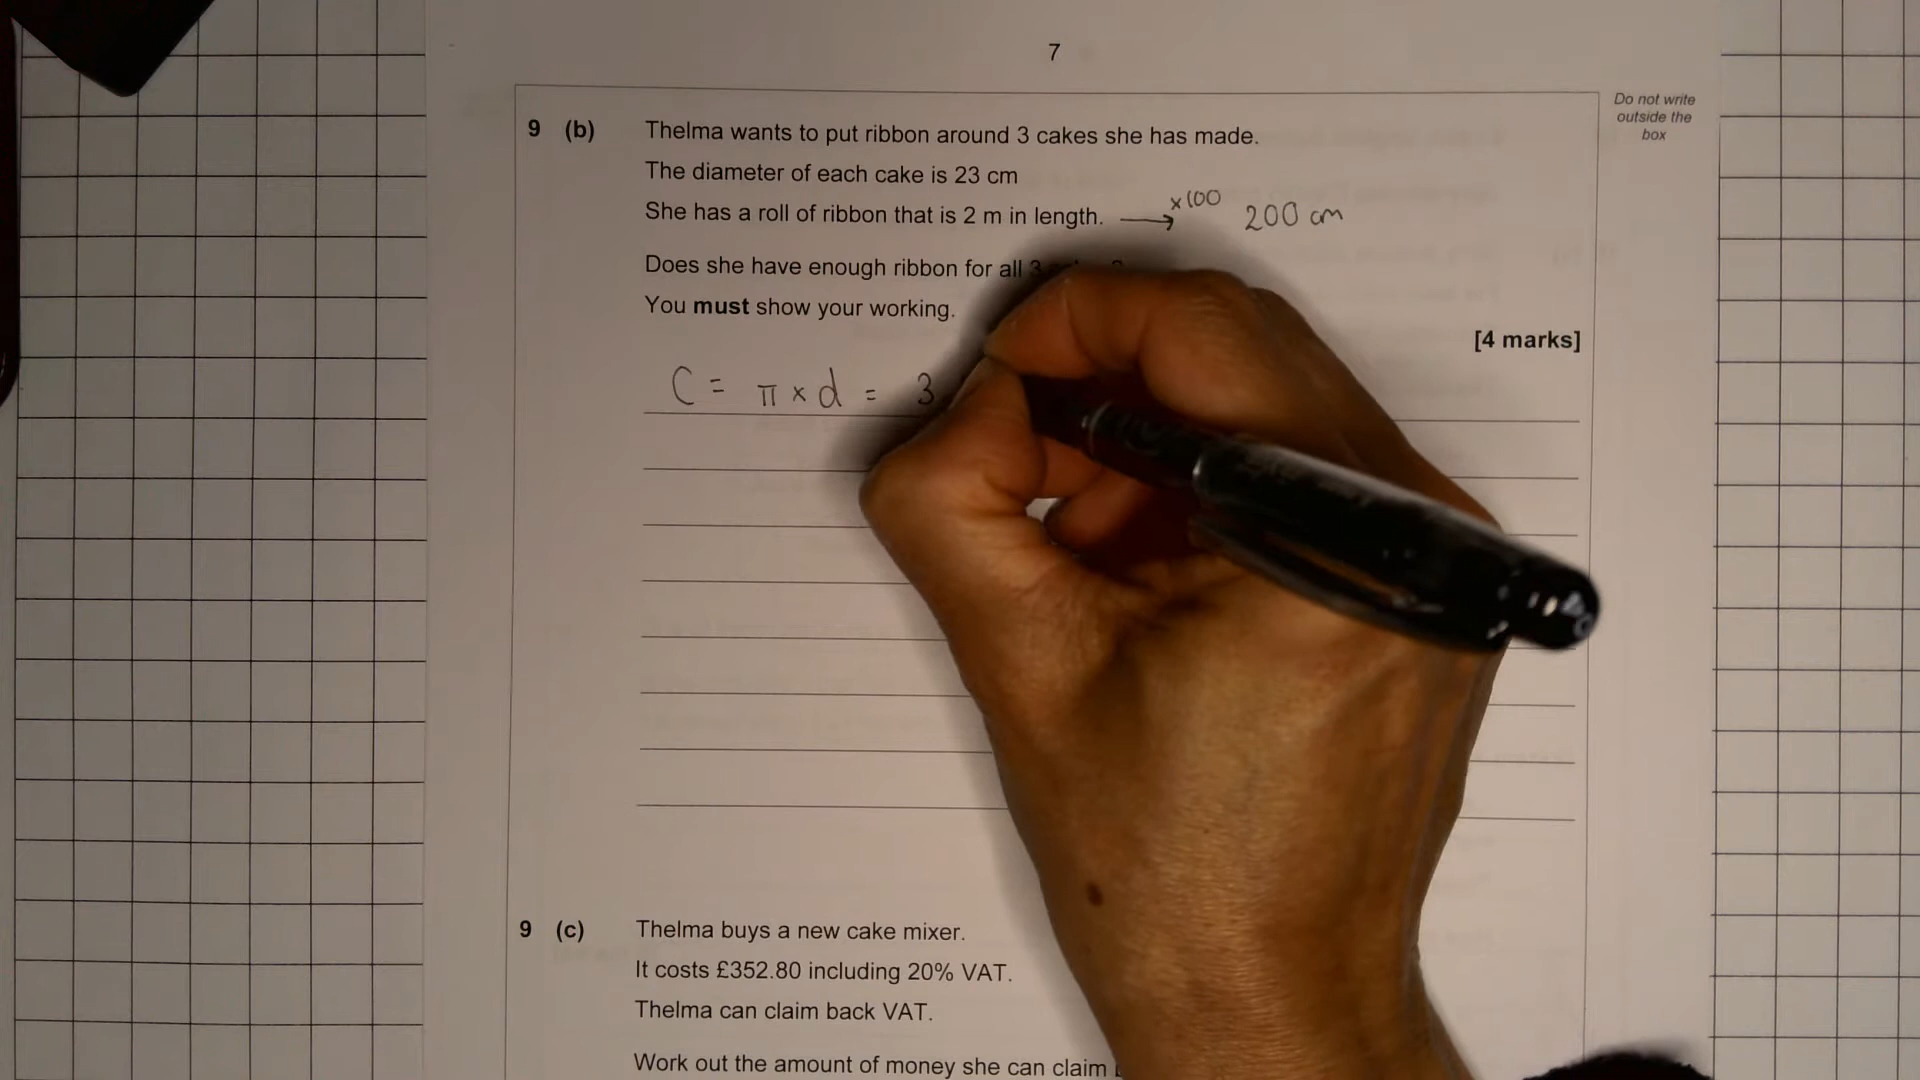 7
Do not write
outside the
box
9 (b) Thelma wants to put ribbon around 3 cakes she has made.
The diameter of each cake is 23 cm
She has a roll of ribbon that is 2 m in length. → x100 200 cm
Does she have enough ribbon for all 3
You must show your working.
[4 marks]
C = π × d = 3
9 (c) Thelma buys a new cake mixer.
It costs £352.80 including 20% VAT.
Thelma can claim back VAT.
Work out the amount of money she can claim